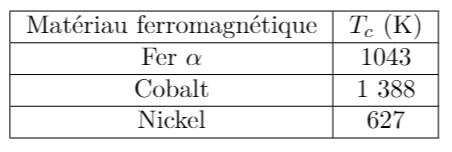 Matériau ferromagnétique T_c (K)
Fer α 1043
Cobalt 1 388
Nickel 627